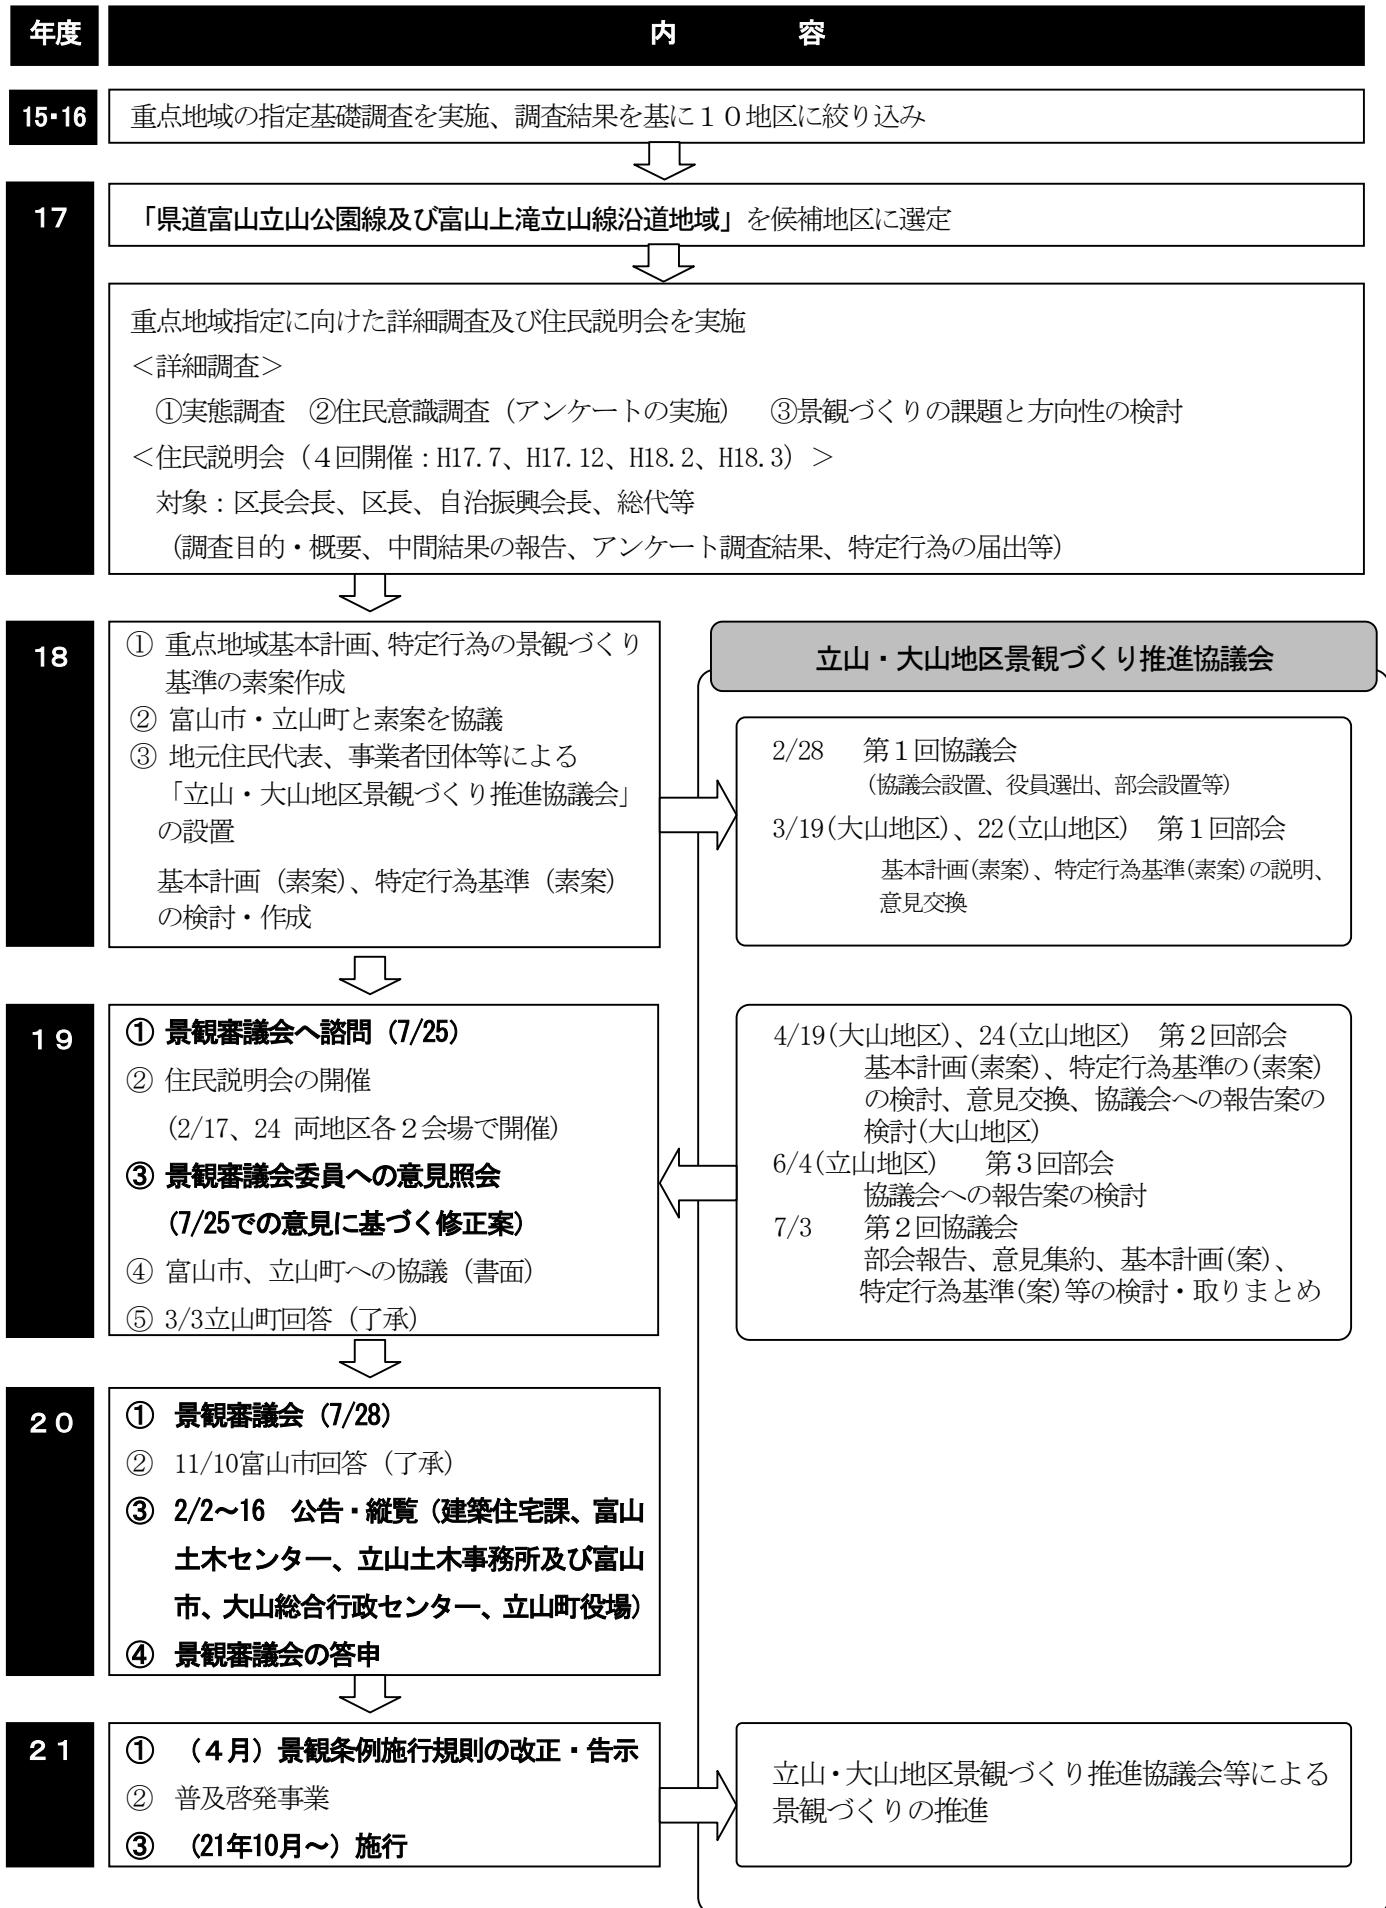 年度
内　　容
15・16
重点地域の指定基礎調査を実施、調査結果を基に１０地区に絞り込み
17
「県道富山立山公園線及び富山上滝立山線沿道地域」を候補地区に選定
重点地域指定に向けた詳細調査及び住民説明会を実施
＜詳細調査＞
①実態調査　②住民意識調査（アンケートの実施）　③景観づくりの課題と方向性の検討
＜住民説明会（４回開催：H17.7、H17.12、H18.2、H18.3）＞
対象：区長会長、区長、自治振興会長、総代等
（調査目的・概要、中間結果の報告、アンケート調査結果、特定行為の届出等）
18
① 重点地域基本計画、特定行為の景観づくり
基準の素案作成
② 富山市・立山町と素案を協議
③ 地元住民代表、事業者団体等による
「立山・大山地区景観づくり推進協議会」
の設置
基本計画（素案）、特定行為基準（素案）
の検討・作成
立山・大山地区景観づくり推進協議会
2/28　第１回協議会
（協議会設置、役員選出、部会設置等）
3/19(大山地区)、22(立山地区)　第１回部会
基本計画(素案)、特定行為基準(素案)の説明、
意見交換
１９
① 景観審議会へ諮問（7/25）
② 住民説明会の開催
（2/17、24 両地区各２会場で開催）
③ 景観審議会委員への意見照会
（7/25での意見に基づく修正案）
④ 富山市、立山町への協議（書面）
⑤ 3/3立山町回答（了承）
4/19(大山地区)、24(立山地区)　第２回部会
基本計画(素案)、特定行為基準の(素案)
の検討、意見交換、協議会への報告案の
検討(大山地区)
6/4(立山地区)　第３回部会
協議会への報告案の検討
7/3　第２回協議会
部会報告、意見集約、基本計画(案)、
特定行為基準(案)等の検討・取りまとめ
２０
① 景観審議会（7/28）
② 11/10富山市回答（了承）
③ 2/2～16　公告・縦覧（建築住宅課、富山
土木センター、立山土木事務所及び富山
市、大山総合行政センター、立山町役場）
④ 景観審議会の答申
２１
① （４月）景観条例施行規則の改正・告示
② 普及啓発事業
③ （21年10月～）施行
立山・大山地区景観づくり推進協議会等による
景観づくりの推進